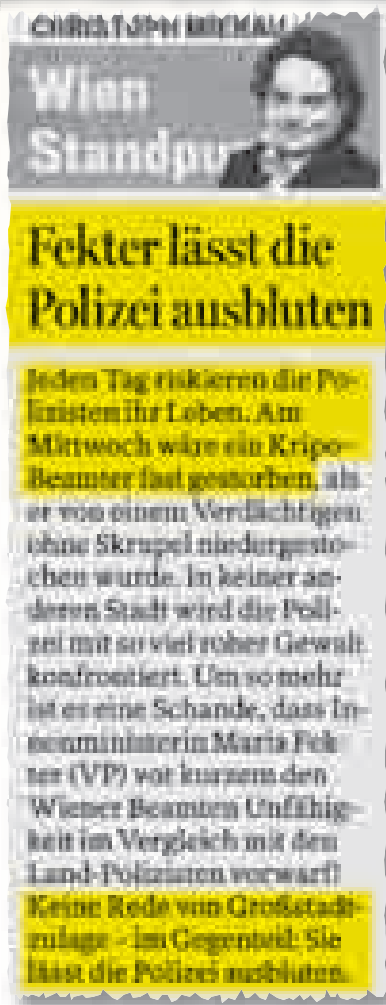 Wien
Standpu
Fekter lässt die
Polizei ausbluten
Jeden Tag riskieren die Po-
lizisten ihr Leben. Am
Mittwoch wäre ein Kripo-
Beamter fast gestorben, als
er von einem Verdächtigen
ohne Skrupel niedergesto-
chen wurde. In keiner an-
deren Stadt wird die Poli-
zei mit so viel roher Gewalt
konfrontiert. Um so mehr
ist es eine Schande, dass In-
nenministerin Maria Fek-
ter (VP) vor kurzem den
Wiener Beamten Unfähig-
keit im Vergleich mit den
Land-Polizisten vorwarf!
Keine Rede von Großstadt-
zulage – im Gegenteil: Sie
lässt die Polizei ausbluten.